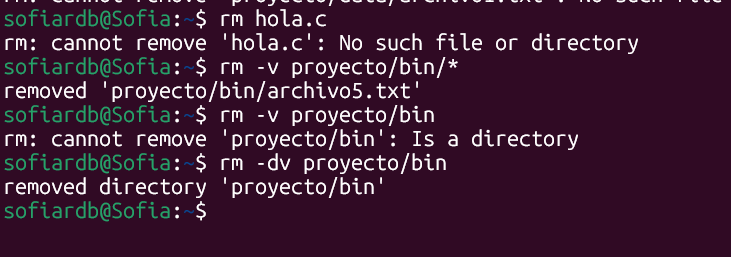 sofiardb@Sofia:~$ rm hola.c
rm: cannot remove 'hola.c': No such file or directory
sofiardb@Sofia:~$ rm -v proyecto/bin/*
removed 'proyecto/bin/archivo5.txt'
sofiardb@Sofia:~$ rm -v proyecto/bin
rm: cannot remove 'proyecto/bin': Is a directory
sofiardb@Sofia:~$ rm -dv proyecto/bin
removed directory 'proyecto/bin'
sofiardb@Sofia:~$